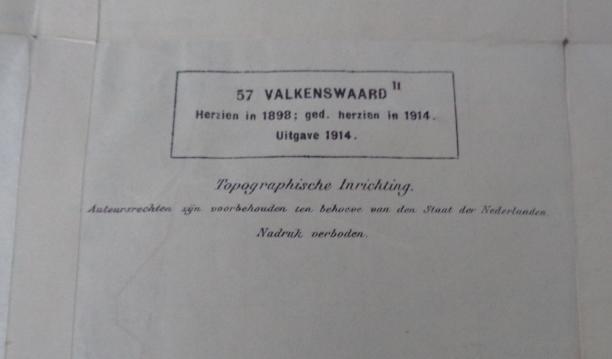 57 VALKENSWAARD II
Herzien in 1898; ged. herzien in 1914.
Uitgave 1914.
Topographische Inrichting.
Auteursrechten zijn voorbehouden ten behoeve van den Staat der Nederlanden.
Nadruk verboden.